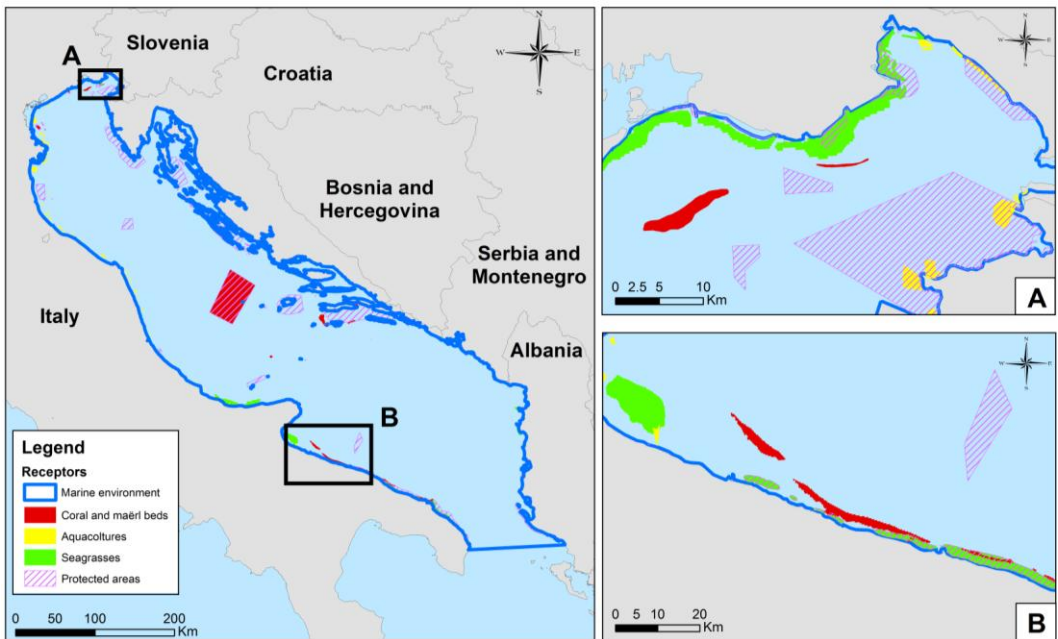 Slovenia
A
Croatia
N
W E
S
Bosnia and
Hercegovina
Serbia and
Montenegro
Italy
Albania
B
Legend
Receptors
Marine environment
Coral and maërl beds
Aquacultures
Seagrasses
Protected areas
0 50 100 200
Km
N
W E
S
0 2.5 5 10
Km
A
N
W E
S
0 5 10 20
Km
B